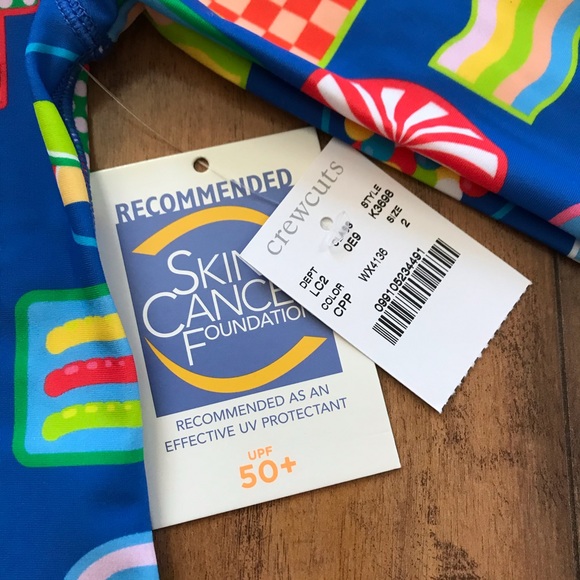 RECOMMENDED
SKIN
CANCE
FOUNDATION
RECOMMENDED AS AN
EFFECTIVE UV PROTECTANT
UPF
50+
crewcuts
DEPT CLASS STYLE
LC2 0E9 K3698
COLOR SIZE
CPP WX4136 2
099105234491